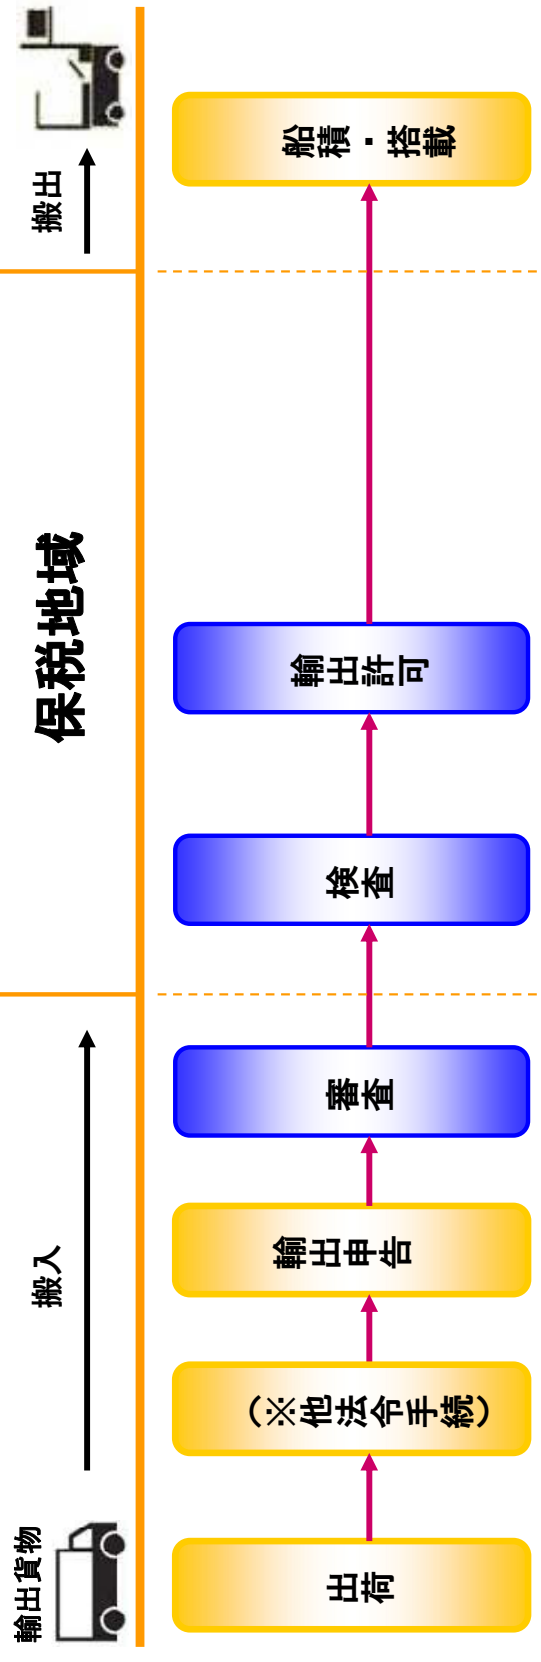 輸出貨物
搬入
保税地域
搬出
出荷
（※他法令手続）
輸出申告
審査
検査
輸出許可
船積・搭載